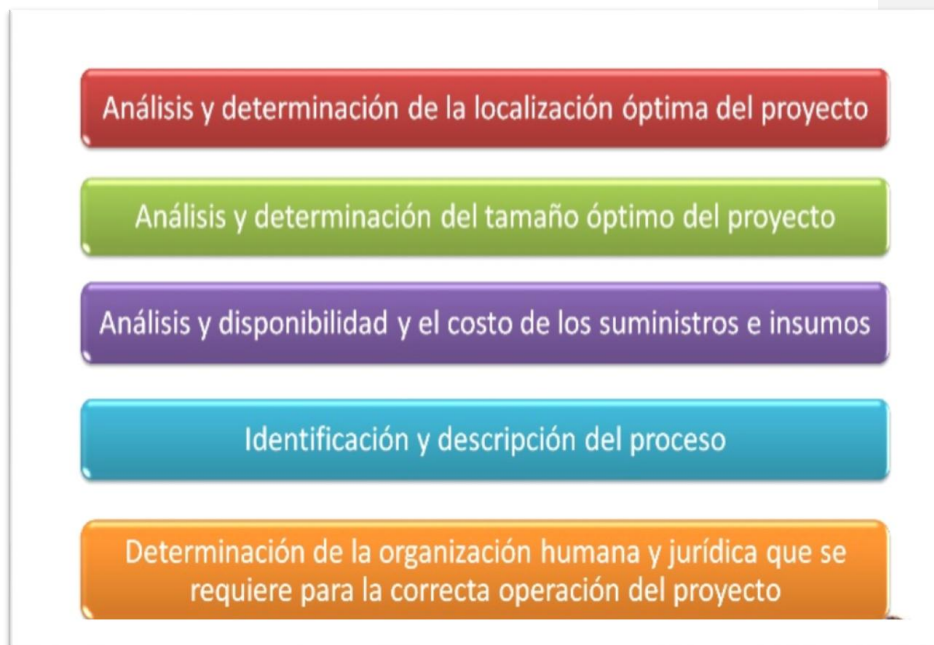 Análisis y determinación de la localización óptima del proyecto
Análisis y determinación del tamaño óptimo del proyecto
Análisis y disponibilidad y el costo de los suministros e insumos
Identificación y descripción del proceso
Determinación de la organización humana y jurídica que se
requiere para la correcta operación del proyecto